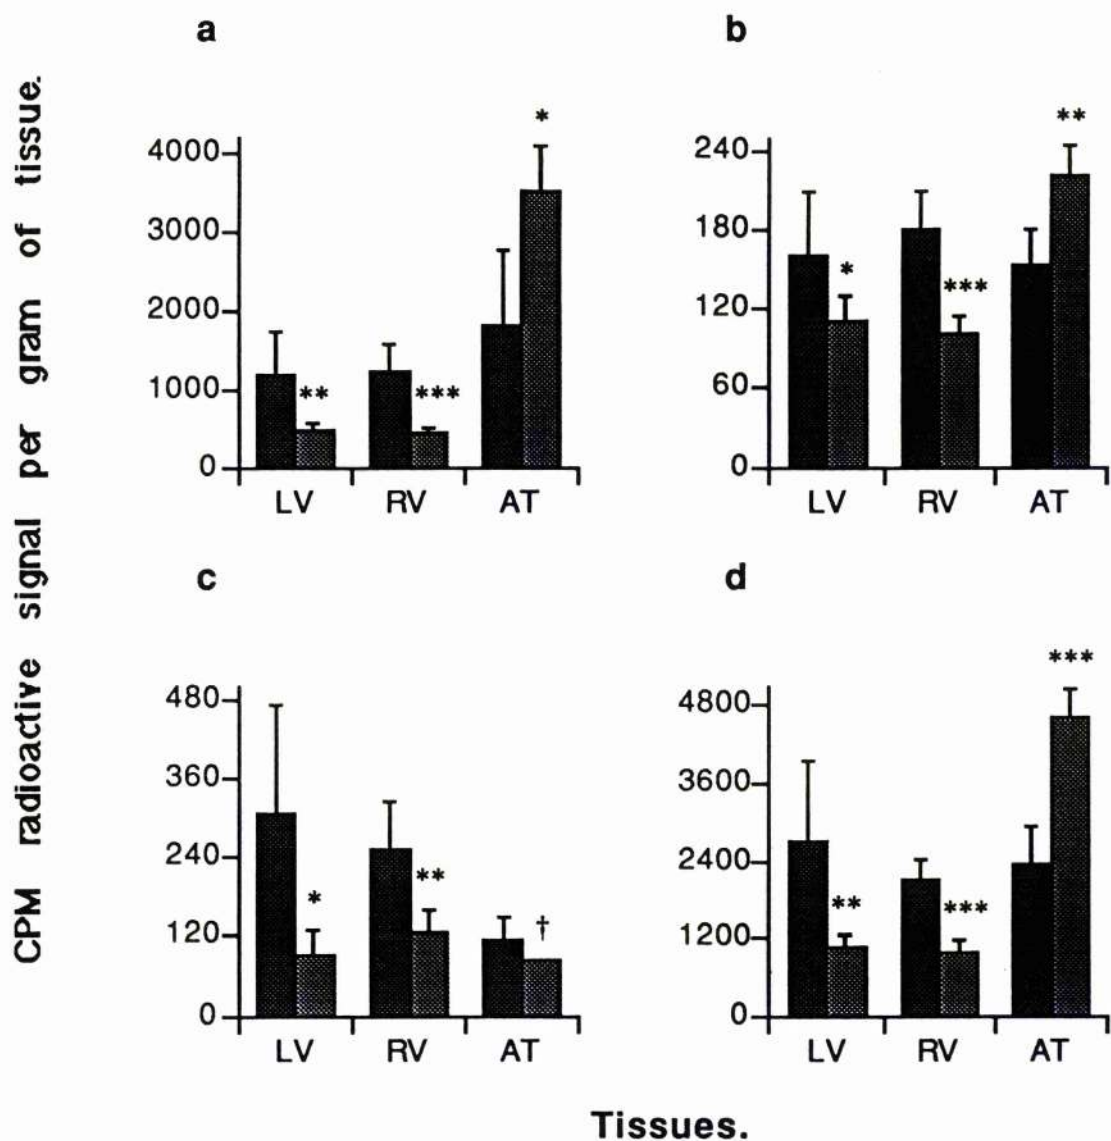 a
b
CPM radioactive signal per gram of tissue.
*
4000
3000
2000
1000
0
**
***
LV
RV
AT
**
240
180
120
60
0
*
***
LV
RV
AT
c
d
480
360
240
120
0
*
**
†
LV
RV
AT
***
4800
3600
2400
1200
0
**
***
LV
RV
AT
Tissues.